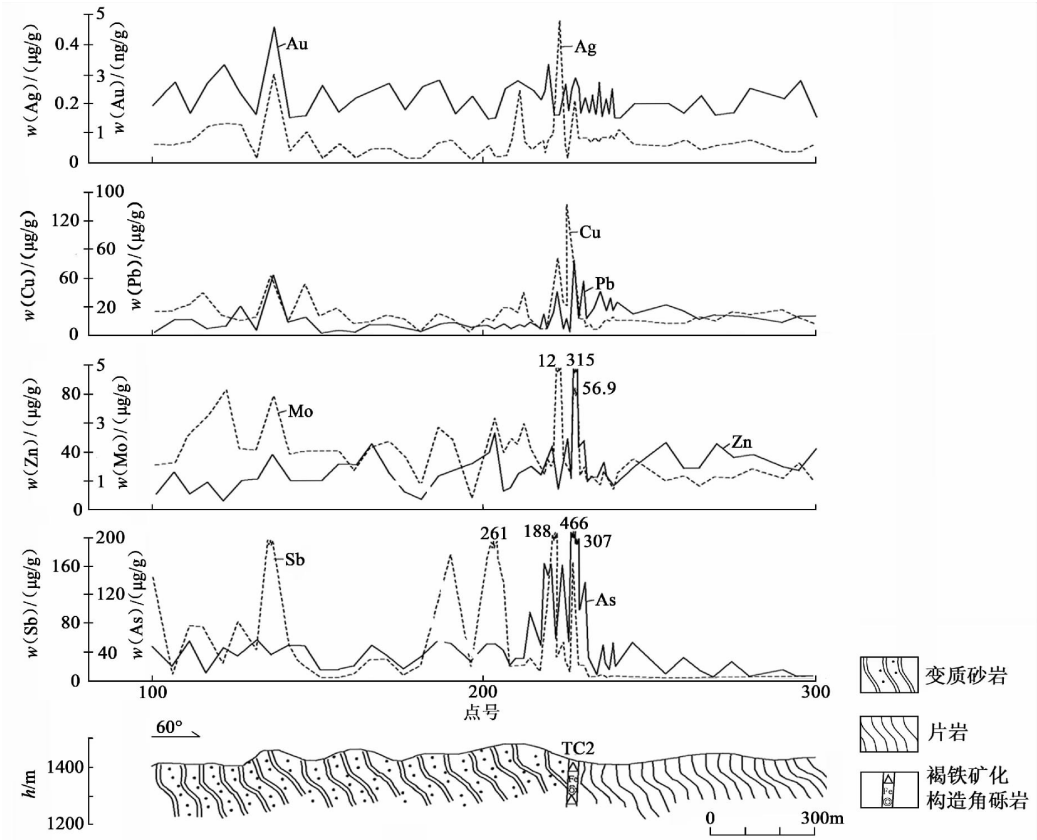 w(Ag)/(μg/g)
w(Au)/(ng/g)
5
0.4
3
0.2
1
0
Au
Ag
w(Cu)/(μg/g)
w(Pb)/(μg/g)
100
120
60
60
20
0
Cu
Pb
w(Zn)/(μg/g)
w(Mo)/(μg/g)
5
80
3
40
1
0
Mo
12
315
56.9
Zn
w(Sb)/(μg/g)
w(As)/(μg/g)
200
160
120
80
40
0
Sb
261
188
466
307
As
100
200
300
点号
60°
h/m
1400
1200
TC2
Fe
0
300m
变质砂岩
片岩
Fe
褐铁矿化
构造角砾岩